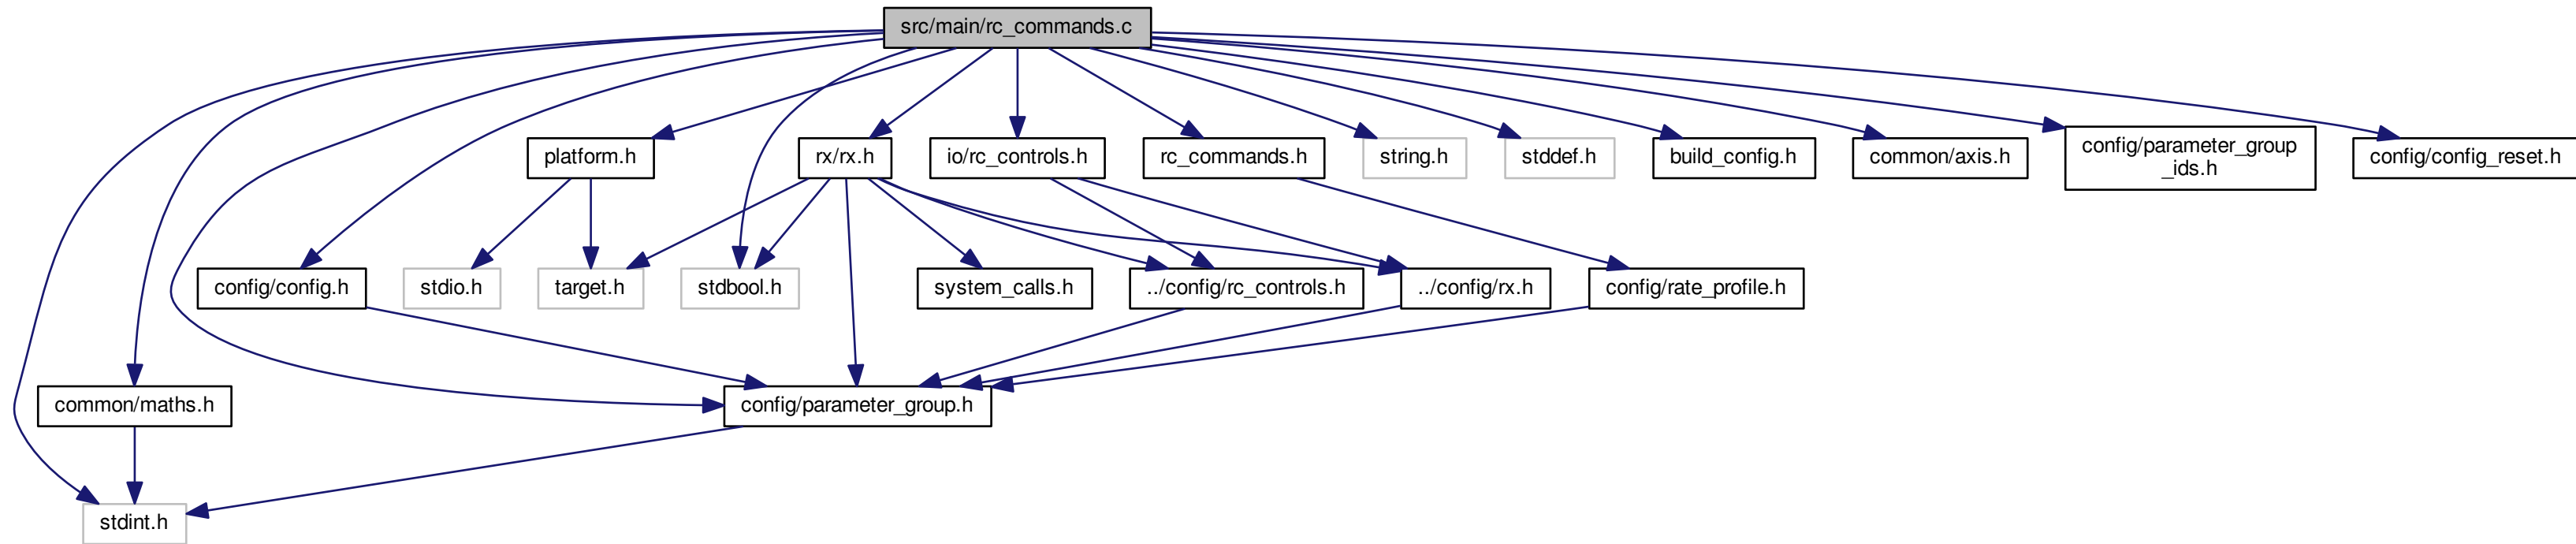 src/main/rc_commands.c
platform.h
rx/rx.h
io/rc_controls.h
rc_commands.h
string.h
stddef.h
build_config.h
common/axis.h
config/parameter_group
_ids.h
config/config_reset.h
config/config.h
stdio.h
target.h
stdbool.h
system_calls.h
../config/rc_controls.h
../config/rx.h
config/rate_profile.h
common/maths.h
config/parameter_group.h
stdint.h